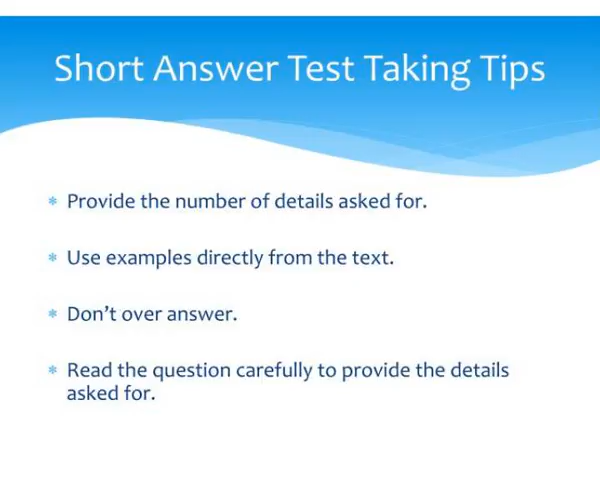 Short Answer Test Taking Tips
Provide the number of details asked for.
Use examples directly from the text.
Don’t over answer.
Read the question carefully to provide the details
asked for.